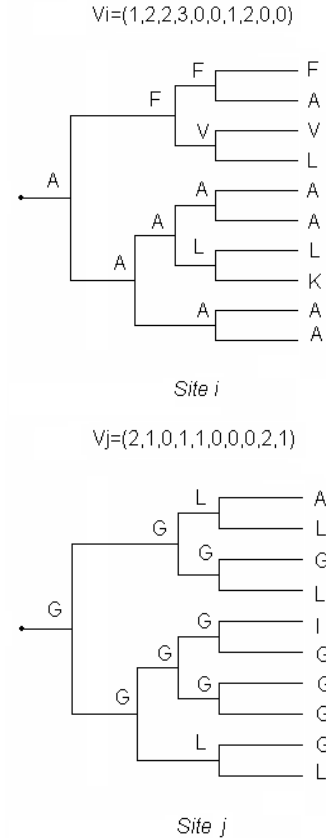 Vi=(1,2,2,3,0,0,1,2,0,0)
F
F
A
F
V
V
L
A
A
A
A
A
A
L
L
K
A
A
A
Site i
Vj=(2,1,0,1,1,0,0,0,2,1)
L
A
G
L
G
G
L
G
G
I
G
G
G
G
G
G
L
G
L
Site j